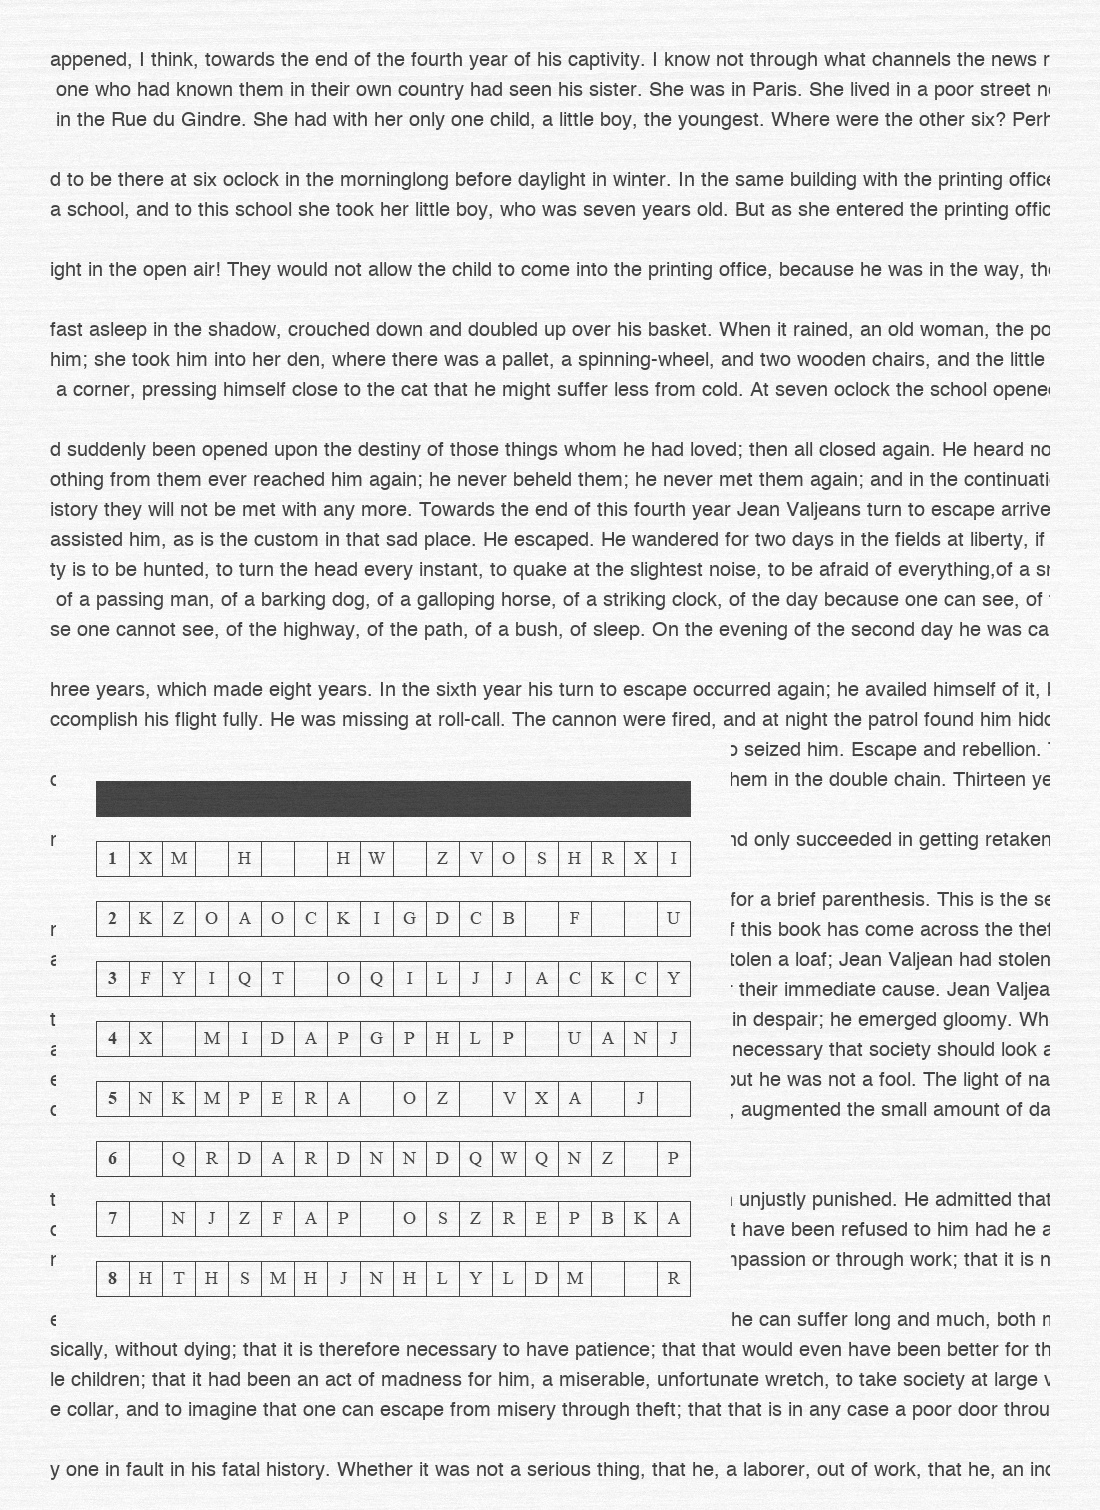 appened, I think, towards the end of the fourth year of his captivity. I know not through what channels the news
one who had known them in their own country had seen his sister. She was in Paris. She lived in a poor street
in the Rue du Gindre. She had with her only one child, a little boy, the youngest. Where were the other six? Perh
d to be there at six oclock in the morninglong before daylight in winter. In the same building with the printing office
a school, and to this school she took her little boy, who was seven years old. But as she entered the printing offic
ight in the open air! They would not allow the child to come into the printing office, because he was in the way, th
fast asleep in the shadow, crouched down and doubled up over his basket. When it rained, an old woman, the po
him; she took him into her den, where there was a pallet, a spinning-wheel, and two wooden chairs, and the little
a corner, pressing himself close to the cat that he might suffer less from cold. At seven oclock the school opene
d suddenly been opened upon the destiny of those things whom he had loved; then all closed again. He heard no
othing from them ever reached him again; he never beheld them; he never met them again; and in the continuati
istory they will not be met with any more. Towards the end of this fourth year Jean Valjeans turn to escape arrive
assisted him, as is the custom in that sad place. He escaped. He wandered for two days in the fields at liberty, if
ty is to be hunted, to turn the head every instant, to quake at the slightest noise, to be afraid of everything,of a
of a passing man, of a barking dog, of a galloping horse, of a striking clock, of the day because one can see, of
se one cannot see, of the highway, of the path, of a bush, of sleep. On the evening of the second day he was ca
hree years, which made eight years. In the sixth year his turn to escape occurred again; he availed himself of it,
ccomplish his flight fully. He was missing at roll-call. The cannon were fired, and at night the patrol found him hid
seized him. Escape and rebellion.
hem in the double chain. Thirteen ye
nd only succeeded in getting retaken
1 X M H H W Z V O S H R X I
for a brief parenthesis. This is the se
2 K Z O A O C K I G D C B F U
f this book has come across the thef
tolen a loaf; Jean Valjean had stolen
3 F Y I Q T O Q I L J J A C K C Y
their immediate cause. Jean Valjea
in despair; he emerged gloomy. Wh
4 X M I D A P G P H L P U A N J
necessary that society should look a
out he was not a fool. The light of na
5 N K M P E R A O Z V X A J
, augmented the small amount of da
6 Q R D A R D N N D Q W Q N Z P
unjustly punished. He admitted that
7 N J Z F A P O S Z R E P B K A
t have been refused to him had he a
npassion or through work; that it is n
8 H T H S M H J N H L Y L D M R
he can suffer long and much, both
sically, without dying; that it is therefore necessary to have patience; that that would even have been better for th
le children; that it had been an act of madness for him, a miserable, unfortunate wretch, to take society at large
e collar, and to imagine that one can escape from misery through theft; that that is in any case a poor door throu
y one in fault in his fatal history. Whether it was not a serious thing, that he, a laborer, out of work, that he, an